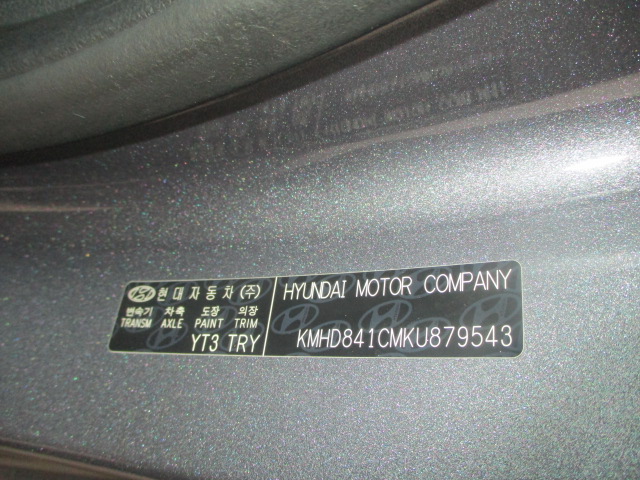 현대자동차(주)
변속기 차축 도장 의장
TRANSM AXLE PAINT TRIM
YT3 TRY
HYUNDAI MOTOR COMPANY
KMHD841CMKU879543